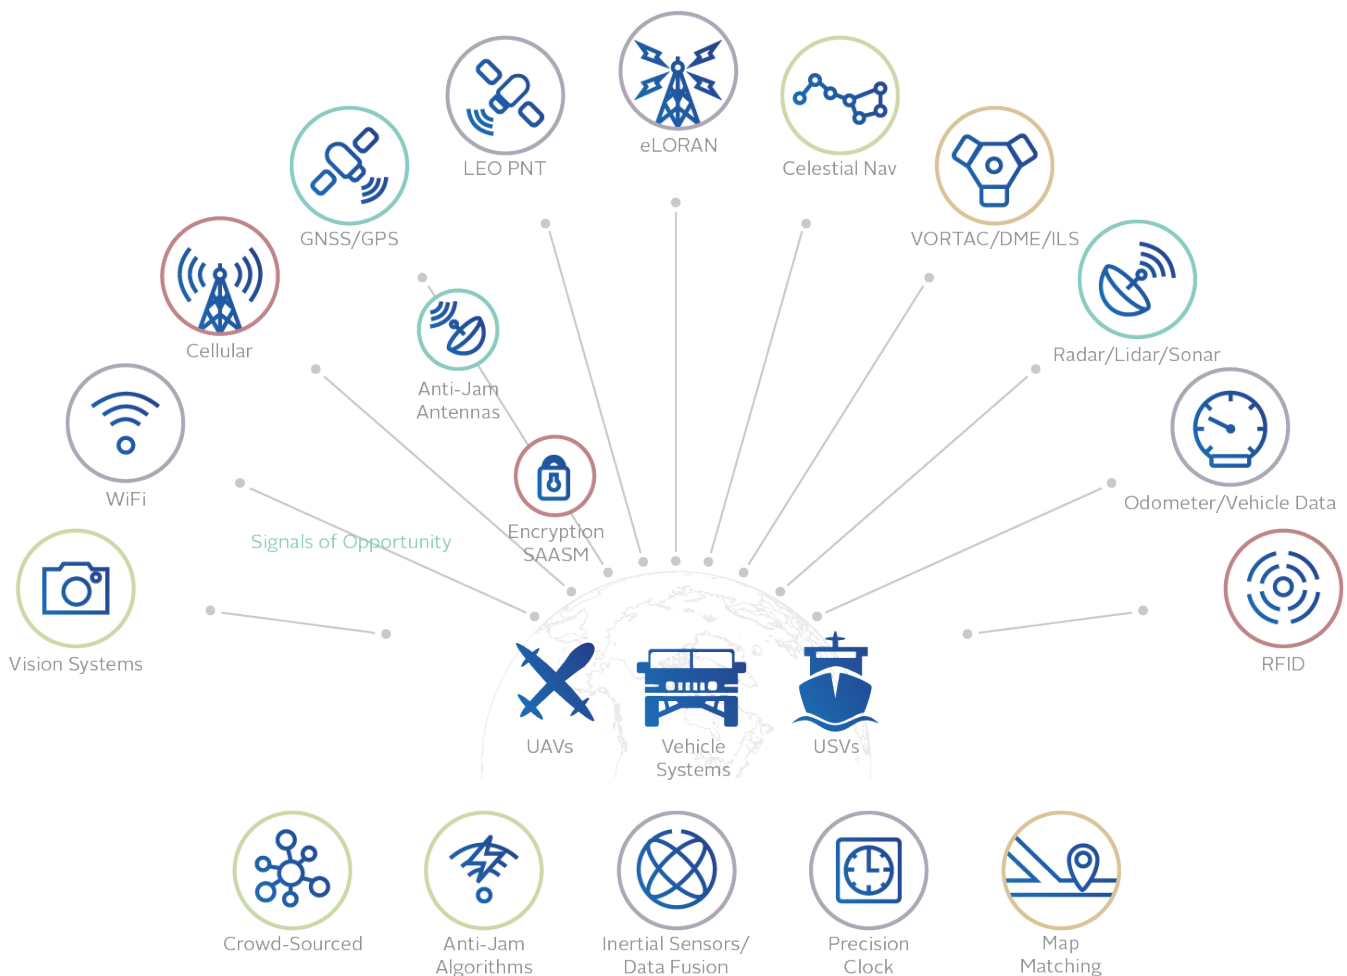 eLORAN
LEO PNT
Celestial Nav
GNSS/GPS
VORTAC/DME/ILS
Cellular
Radar/Lidar/Sonar
Anti-Jam
Antennas
WiFi
Odometer/Vehicle Data
Signals of Opportunity
Encryption
SAASM
Vision Systems
RFID
UAVs
Vehicle
Systems
USVs
Crowd-Sourced
Anti-Jam
Algorithms
Inertial Sensors/
Data Fusion
Precision
Clock
Map
Matching